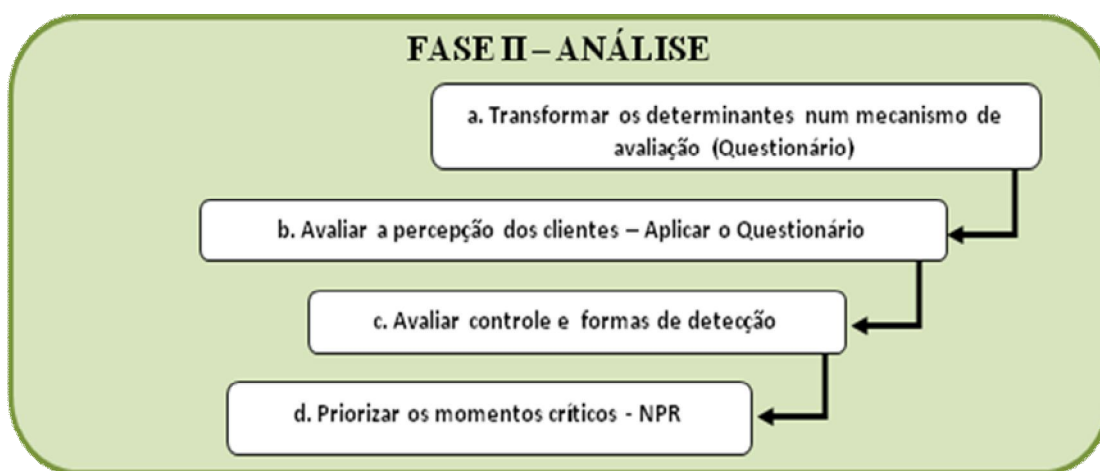 FASE II – ANÁLISE
a. Transformar os determinantes num mecanismo de
avaliação (Questionário)
b. Avaliar a percepção dos clientes – Aplicar o Questionário
c. Avaliar controle e formas de detecção
d. Priorizar os momentos críticos - NPR